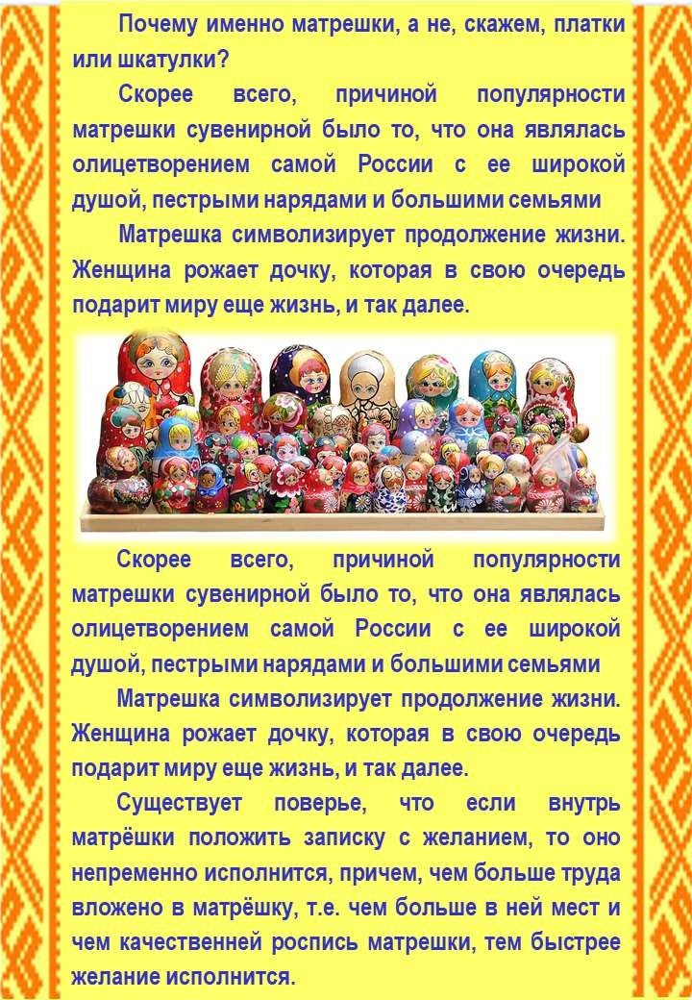 Почему именно матрешки, а не, скажем, платки
или шкатулки?
Скорее всего, причиной популярности
матрешки сувенирной было то, что она являлась
олицетворением самой России с ее широкой
душой, пестрыми нарядами и большими семьями
Матрешка символизирует продолжение жизни.
Женщина рожает дочку, которая в свою очередь
подарит миру еще жизнь, и так далее.
Скорее всего, причиной популярности
матрешки сувенирной было то, что она являлась
олицетворением самой России с ее широкой
душой, пестрыми нарядами и большими семьями
Матрешка символизирует продолжение жизни.
Женщина рожает дочку, которая в свою очередь
подарит миру еще жизнь, и так далее.
Существует поверье, что если внутрь
матрёшки положить записку с желанием, то оно
непременно исполнится, причем, чем больше труда
вложено в матрёшку, т.е. чем больше в ней мест и
чем качественней роспись матрешки, тем быстрее
желание исполнится.